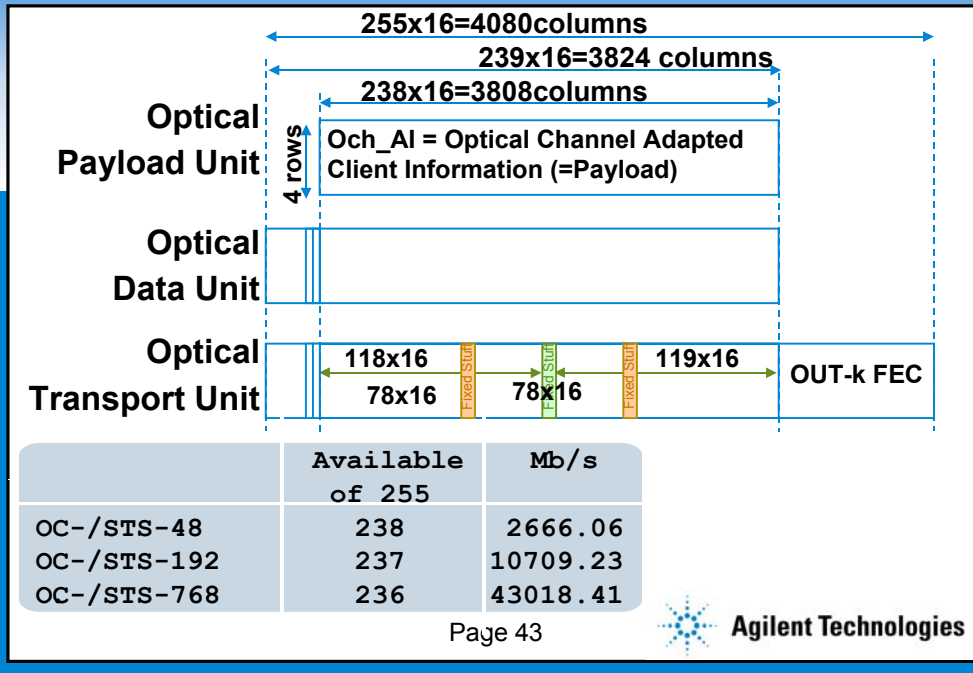 255x16=4080columns
239x16=3824 columns
238x16=3808columns
Optical
Payload Unit
4 rows
Och_AI = Optical Channel Adapted
Client Information (=Payload)
Optical
Data Unit
Optical
Transport Unit
118x16
78x16
Fixed Stuff
Fixed Stuff
78x16
Fixed Stuff
119x16
OUT-k FEC
Available Mb/s
of 255
OC-/STS-48 238 2666.06
OC-/STS-192 237 10709.23
OC-/STS-768 236 43018.41
Page 43
Agilent Technologies